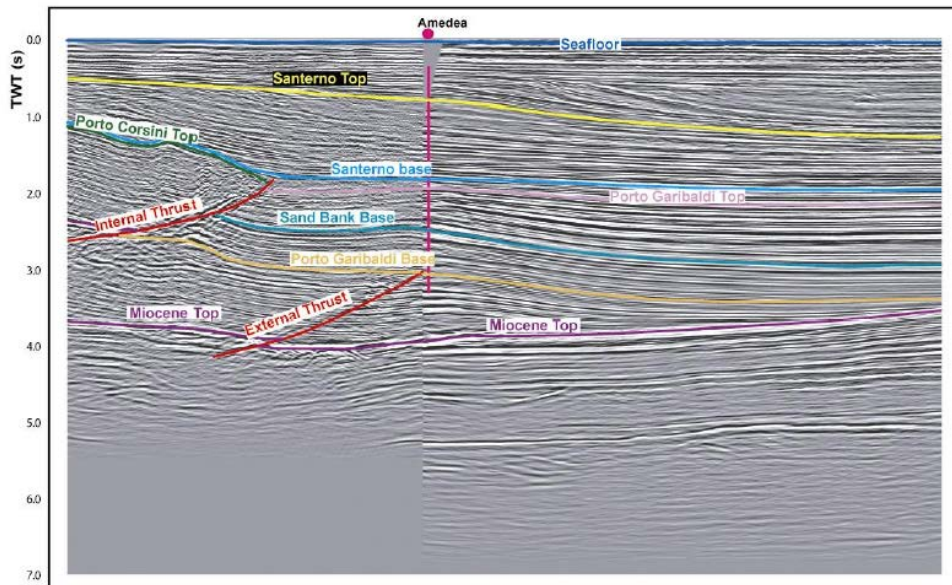 Amedea
0.0
Seafloor
TWT (s)
Santerno Top
1.0
Porto Corsini Top
Santerno base
2.0
Porto Garibaldi Top
Internal Thrust
Sand Bank Base
Porto Garibaldi Base
3.0
External Thrust
Miocene Top
Miocene Top
4.0
5.0
6.0
7.0